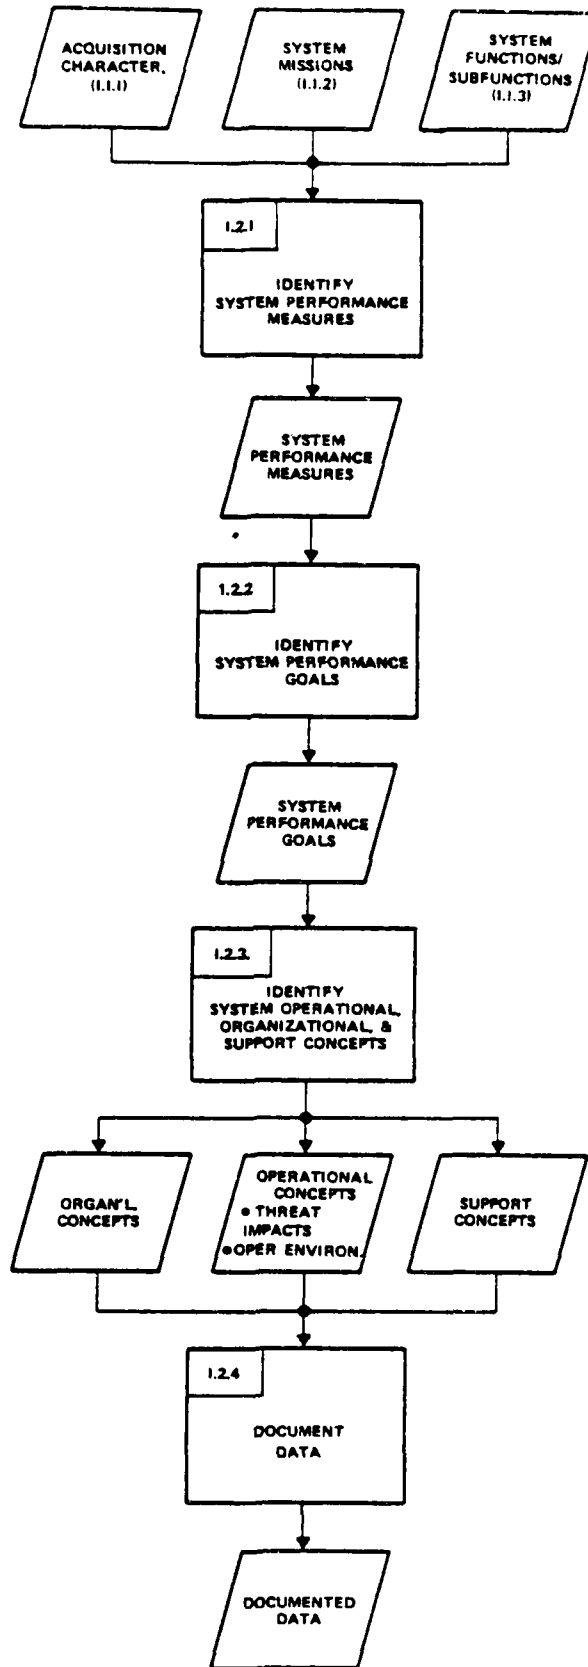 ACQUISITION
CHARACTER.
(1.1.1)
SYSTEM
MISSIONS
(1.1.2)
SYSTEM
FUNCTIONS/
SUBFUNCTIONS
(1.1.3)
1.2.1
IDENTIFY
SYSTEM PERFORMANCE
MEASURES
SYSTEM
PERFORMANCE
MEASURES
1.2.2
IDENTIFY
SYSTEM PERFORMANCE
GOALS
SYSTEM
PERFORMANCE
GOALS
1.2.3.
IDENTIFY
SYSTEM OPERATIONAL,
ORGANIZATIONAL, &
SUPPORT CONCEPTS
ORGAN'L.
CONCEPTS
OPERATIONAL
CONCEPTS
• THREAT
IMPACTS
• OPER ENVIRON.
SUPPORT
CONCEPTS
1.2.4
DOCUMENT
DATA
DOCUMENTED
DATA